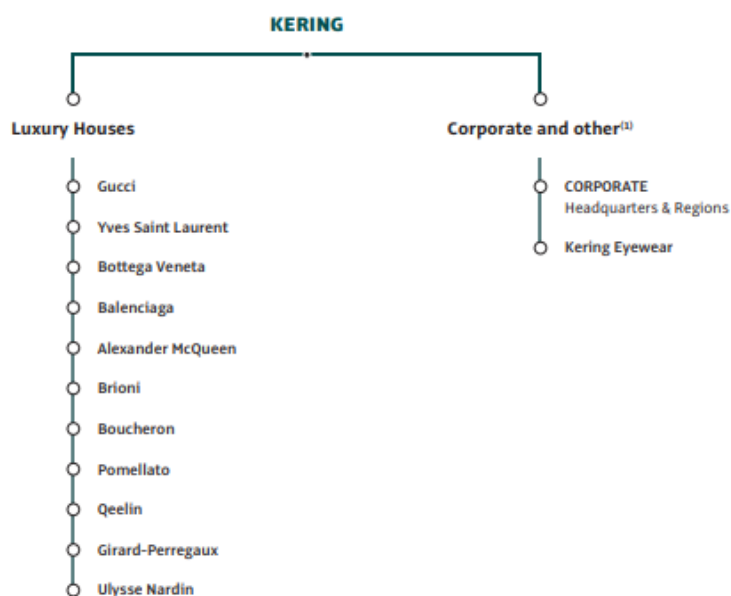 KERING
Luxury Houses
Gucci
Yves Saint Laurent
Bottega Veneta
Balenciaga
Alexander McQueen
Brioni
Boucheron
Pomellato
Qeelin
Girard-Perregaux
Ulysse Nardin
Corporate and other(1)
CORPORATE
Headquarters & Regions
Kering Eyewear